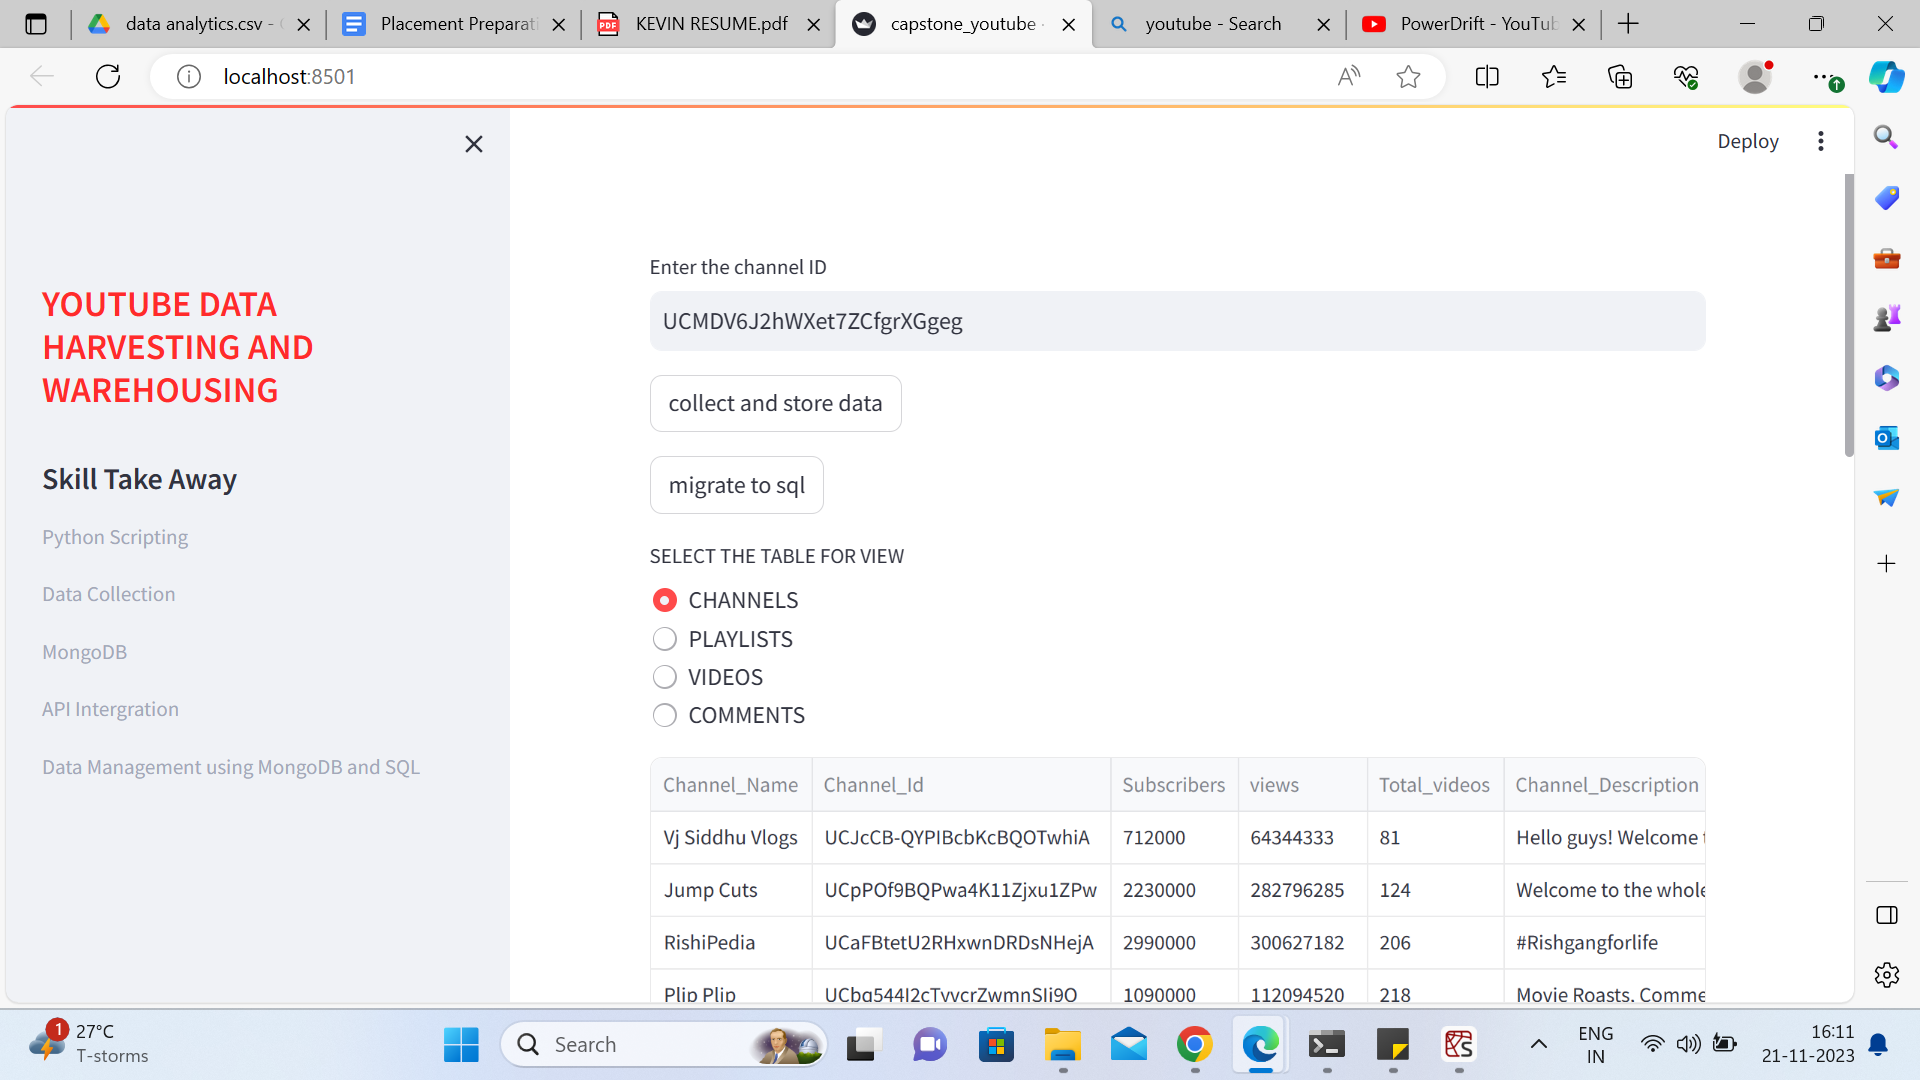 data analytics.csv -
Placement Preparati
KEVIN RESUME.pdf
capstone_youtube
youtube - Search
PowerDrift - YouTub
localhost:8501
Deploy
YOUTUBE DATA
HARVESTING AND
WAREHOUSING
Skill Take Away
Python Scripting
Data Collection
MongoDB
API Intergration
Data Management using MongoDB and SQL
Enter the channel ID
UCMDV6J2hWXet7ZCfgrXGgeg
collect and store data
migrate to sql
SELECT THE TABLE FOR VIEW
CHANNELS
PLAYLISTS
VIDEOS
COMMENTS
Channel_Name Channel_Id Subscribers views Total_videos Channel_Description
Vj Siddhu Vlogs UCJcCB-QYPIBcbKcBQOTwhiA 712000 64344333 81 Hello guys! Welcome
Jump Cuts UCpPOf9BQPwa4K11Zjxu1ZPw 2230000 282796285 124 Welcome to the whole
RishiPedia UCaFBtetU2RHxwnDRDsNHejA 2990000 300627182 206 #Rishgangforlife
Plip Plip 1090000 112094520 218 Movie Roasts, Comme
1
27°C
T-storms
Search
ENG
IN
16:11
21-11-2023